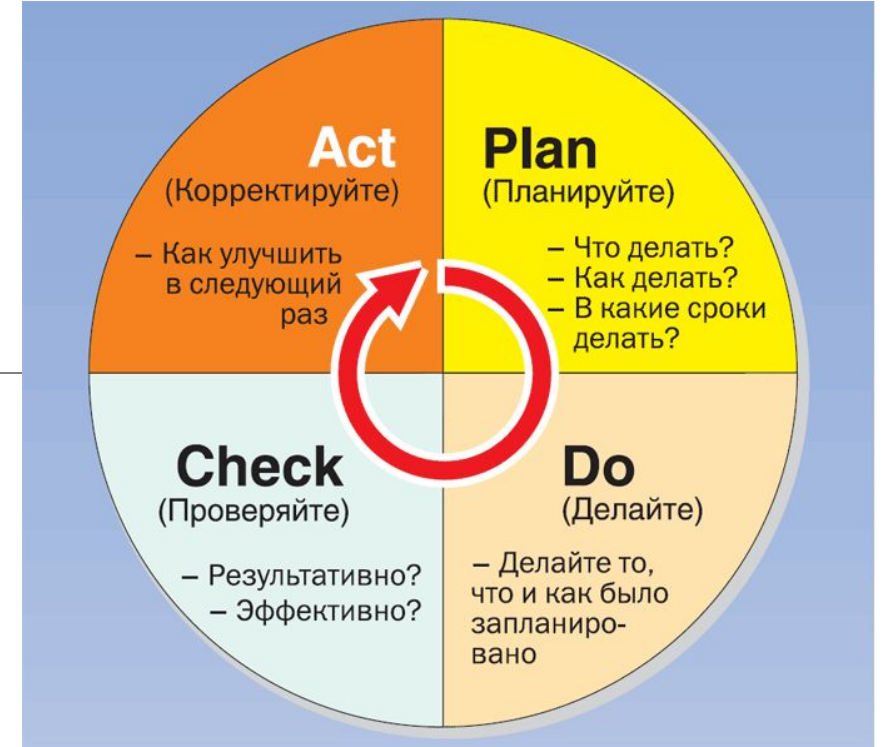 Act
(Корректируйте)
– Как улучшить
в следующий
раз
Plan
(Планируйте)
– Что делать?
– Как делать?
– В какие сроки
делать?
Check
(Проверяйте)
– Результативно?
– Эффективно?
Do
(Делайте)
– Делайте то,
что и как было
запланиро-
вано